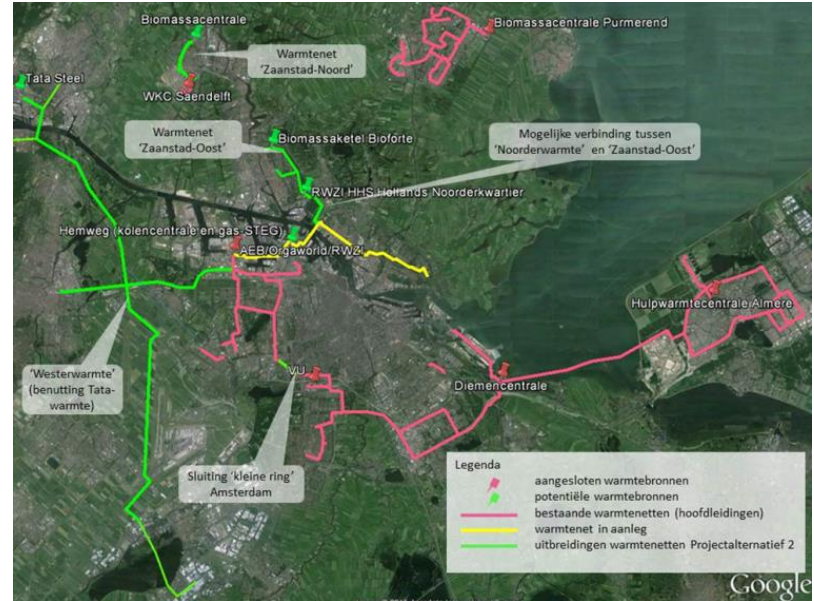 Biomassacentrale
Biomassacentrale Purmerend
Warmtenet
'Zaanstad-Noord'
Tata Steel
WKC Saendelft
Warmtenet
'Zaanstad-Oost'
Biomassaketel Bioforte
Mogelijke verbinding tussen
'Noorderwarmte' en 'Zaanstad-Oost'
RWZI HHS Hollands Noorderkwartier
Hemweg (kolencentrale en gas-STEG)
AEB/Orgaworld/RWZI
Hulpwarmtecentrale Almere
'Westerwarmte'
(benutting Tata-
warmte)
VU
Diemencentrale
Sluiting 'kleine ring'
Amsterdam
Legenda
aangesloten warmtebronnen
potentiële warmtebronnen
bestaande warmtenetten (hoofdleidingen)
warmtenet in aanleg
uitbreidingen warmtenetten Projectalternatief 2
Google